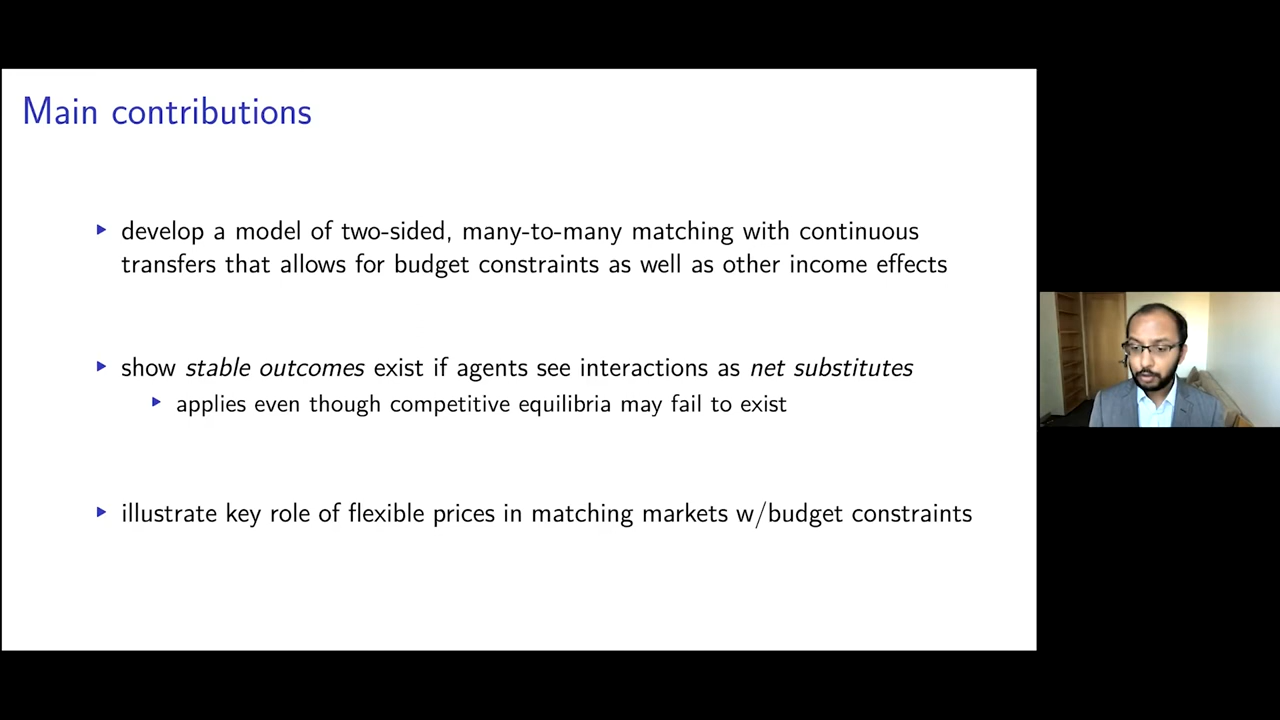 Main contributions
develop a model of two-sided, many-to-many matching with continuous
transfers that allows for budget constraints as well as other income effects
show stable outcomes exist if agents see interactions as net substitutes
applies even though competitive equilibria may fail to exist
illustrate key role of flexible prices in matching markets w/budget constraints